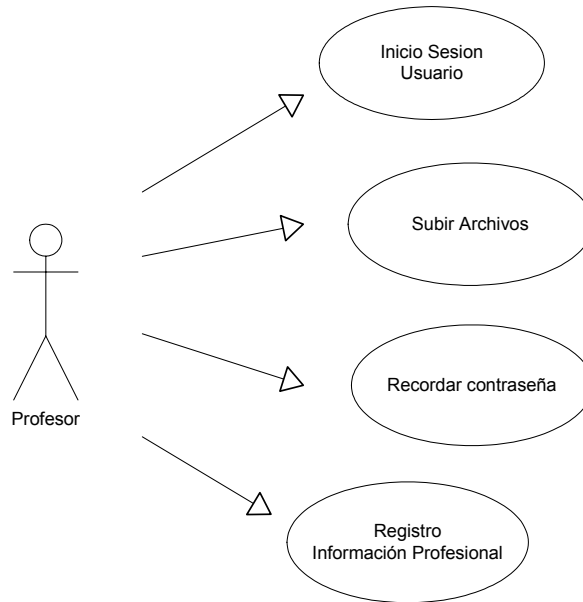 Inicio Sesion
Usuario
Subir Archivos
Recordar contraseña
Profesor
Registro
Información Profesional